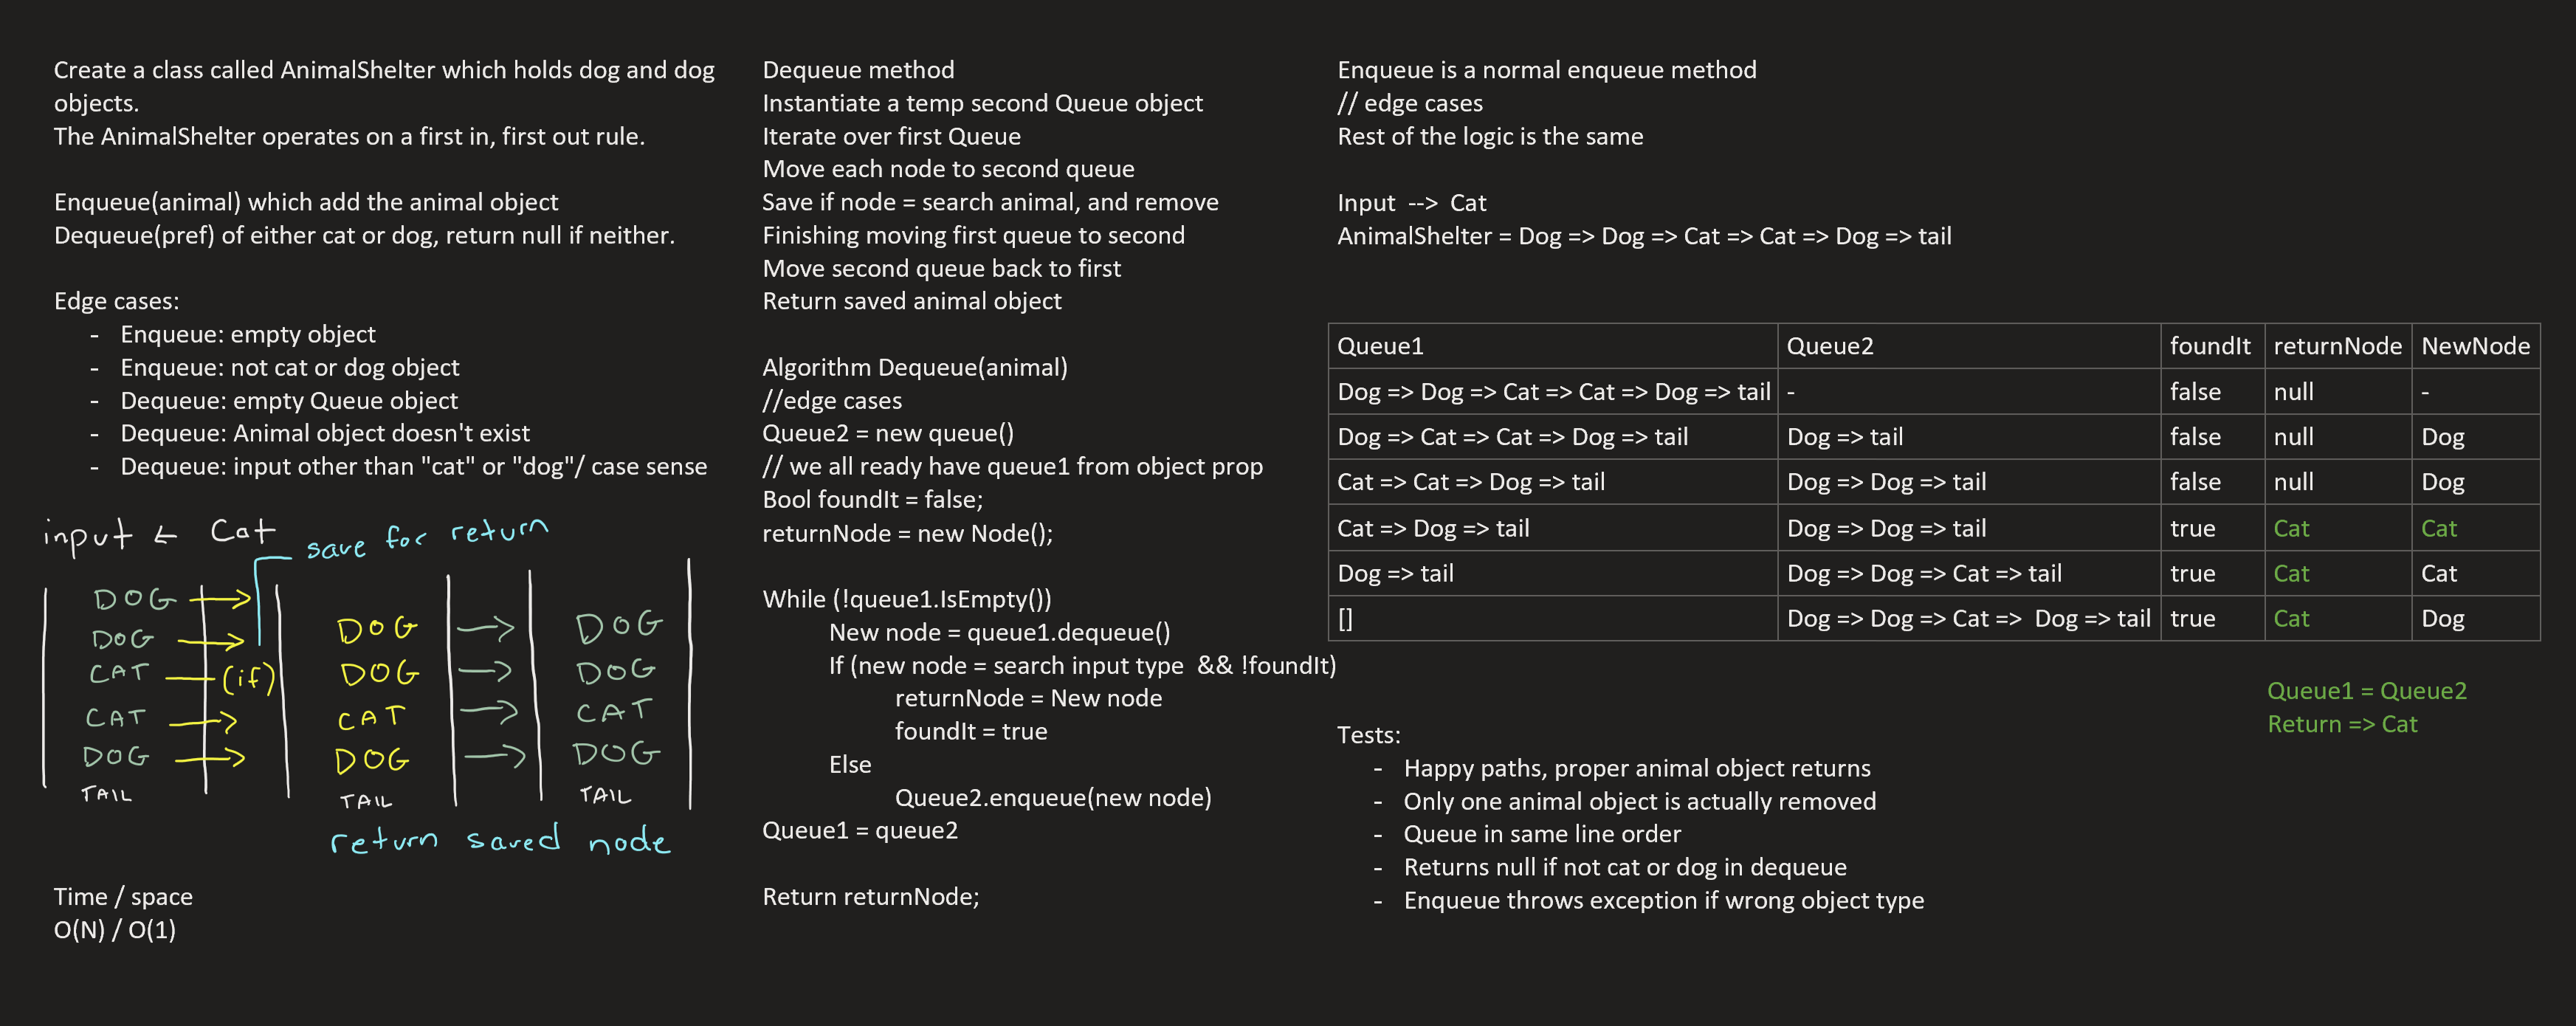 Create a class called AnimalShelter which holds dog and dog
objects.
The AnimalShelter operates on a first in, first out rule.
Enqueue(animal) which add the animal object
Dequeue(pref) of either cat or dog, return null if neither.
Edge cases:
- Enqueue: empty object
- Enqueue: not cat or dog object
- Dequeue: empty Queue object
- Dequeue: Animal object doesn't exist
- Dequeue: input other than "cat" or "dog"/ case sense
input ← Cat
save for return
DOG → DOG → DOG
DOG → DOG → DOG
CAT — (if) CAT → CAT
CAT → DOG → DOG
DOG →
TAIL TAIL TAIL
return saved node
Time / space
O(N) / O(1)
Dequeue method
Instantiate a temp second Queue object
Iterate over first Queue
Move each node to second queue
Save if node = search animal, and remove
Finishing moving first queue to second
Move second queue back to first
Return saved animal object
Algorithm Dequeue(animal)
//edge cases
Queue2 = new queue()
// we all ready have queue1 from object prop
Bool foundIt = false;
returnNode = new Node();
While (!queue1.IsEmpty())
New node = queue1.dequeue()
If (new node = search input type && !foundIt)
returnNode = New node
foundIt = true
Else
Queue2.enqueue(new node)
Queue1 = queue2
Return returnNode;
Enqueue is a normal enqueue method
// edge cases
Rest of the logic is the same
Input --> Cat
AnimalShelter = Dog => Dog => Cat => Cat => Dog => tail
Queue1 Queue2 foundIt returnNode NewNode
Dog => Dog => Cat => Cat => Dog => tail - false null -
Dog => Cat => Cat => Dog => tail Dog => tail false null Dog
Cat => Cat => Dog => tail Dog => Dog => tail false null Dog
Cat => Dog => tail Dog => Dog => tail true Cat Cat
Dog => tail Dog => Dog => Cat => tail true Cat Cat
[] Dog => Dog => Cat => Dog => tail true Cat Dog
Queue1 = Queue2
Return => Cat
Tests:
- Happy paths, proper animal object returns
- Only one animal object is actually removed
- Queue in same line order
- Returns null if not cat or dog in dequeue
- Enqueue throws exception if wrong object type